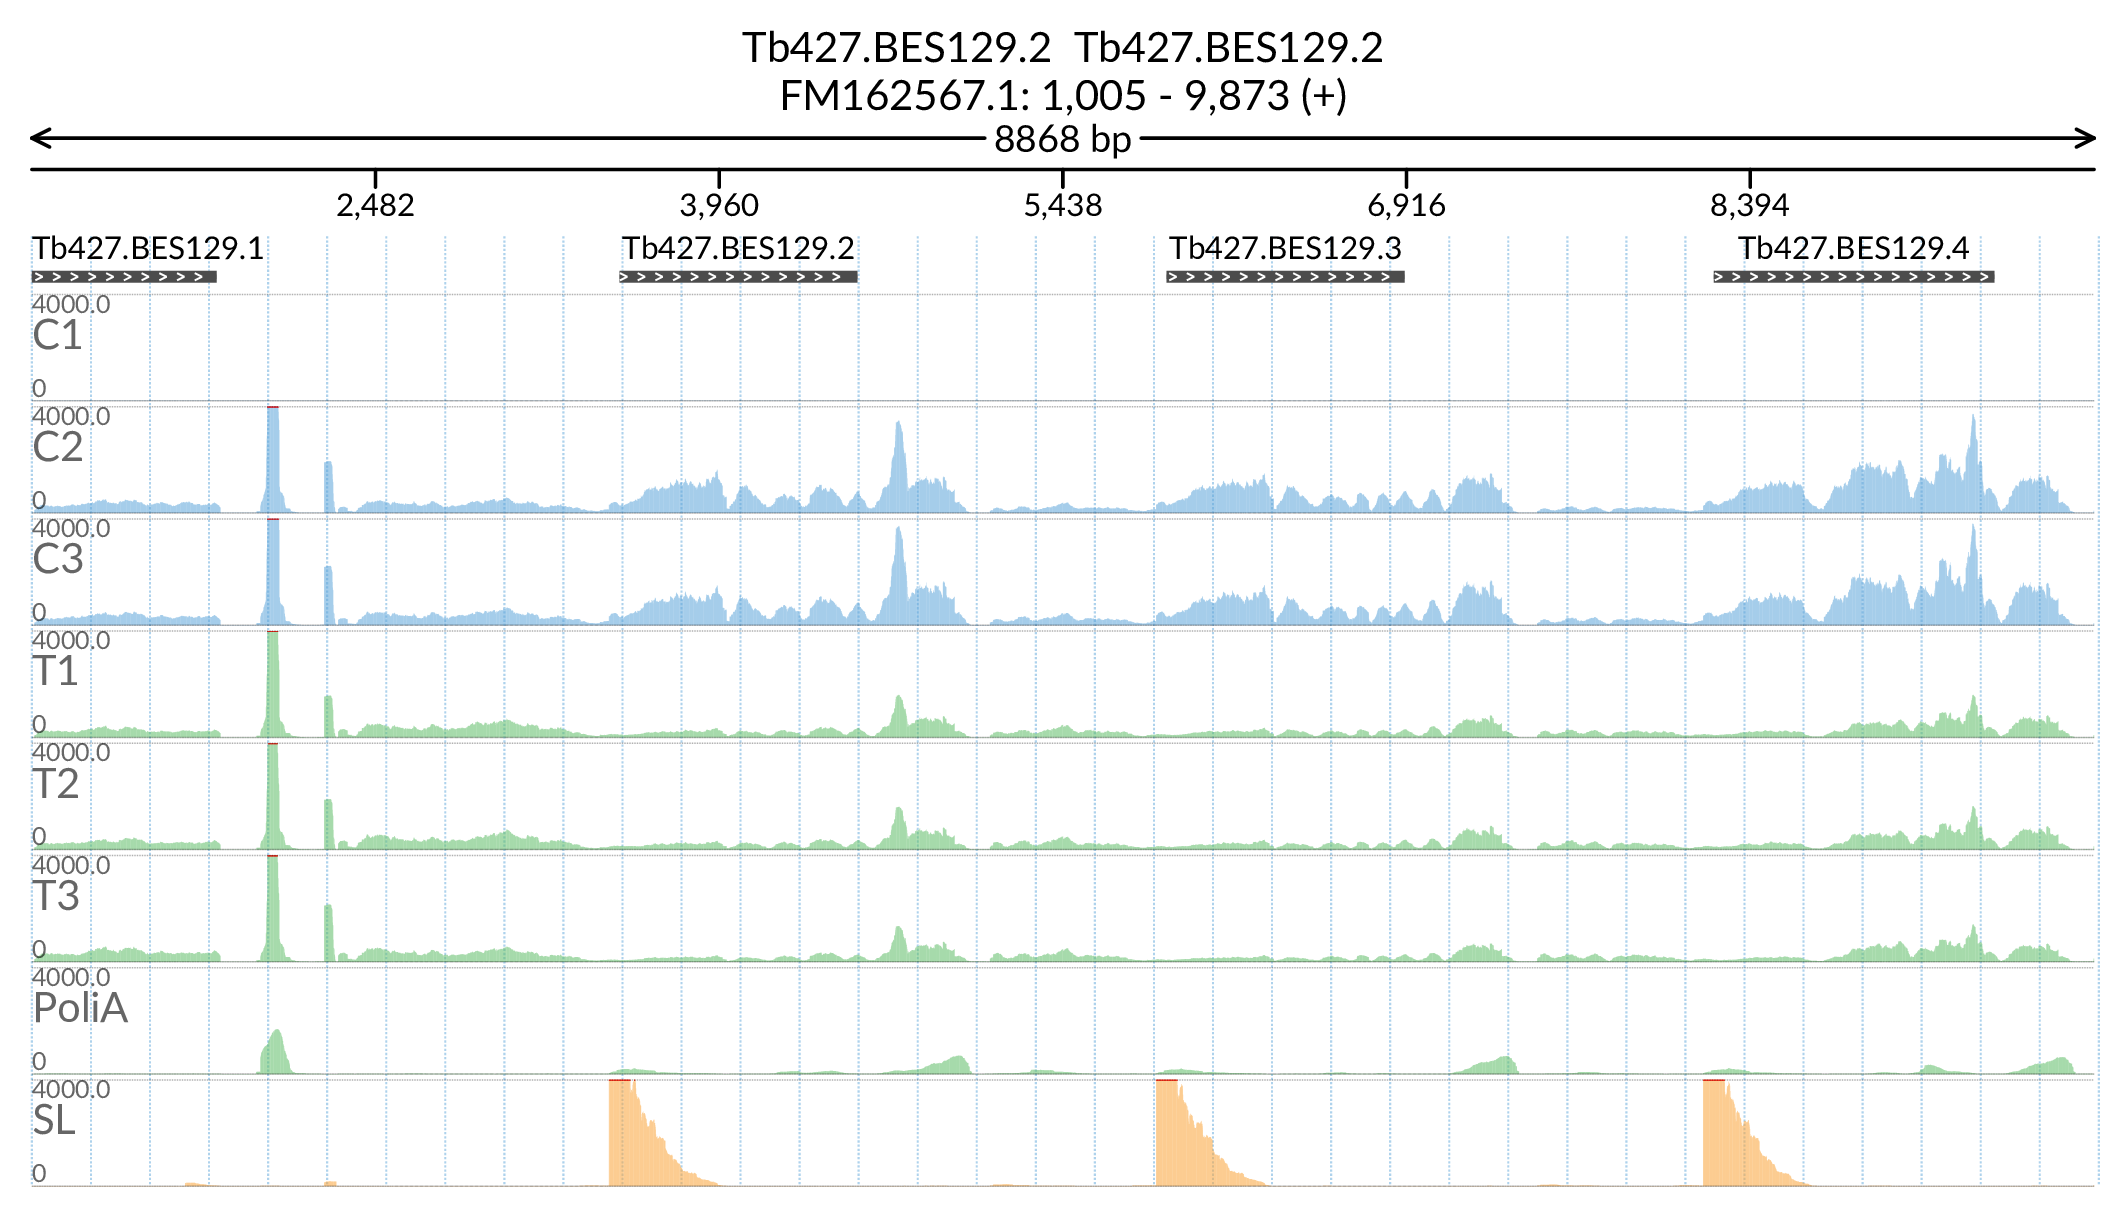 Tb427.BES129.2 Tb427.BES129.2
FM162567.1: 1,005 - 9,873 (+)
8868 bp
2,482 3,960 5,438 6,916 8,394
Tb427.BES129.1 Tb427.BES129.2 Tb427.BES129.3 Tb427.BES129.4
4000.0
C1
0
4000.0
C2
0
4000.0
C3
0
4000.0
T1
0
4000.0
T2
0
4000.0
T3
0
4000.0
PoliA
0
4000.0
SL
0